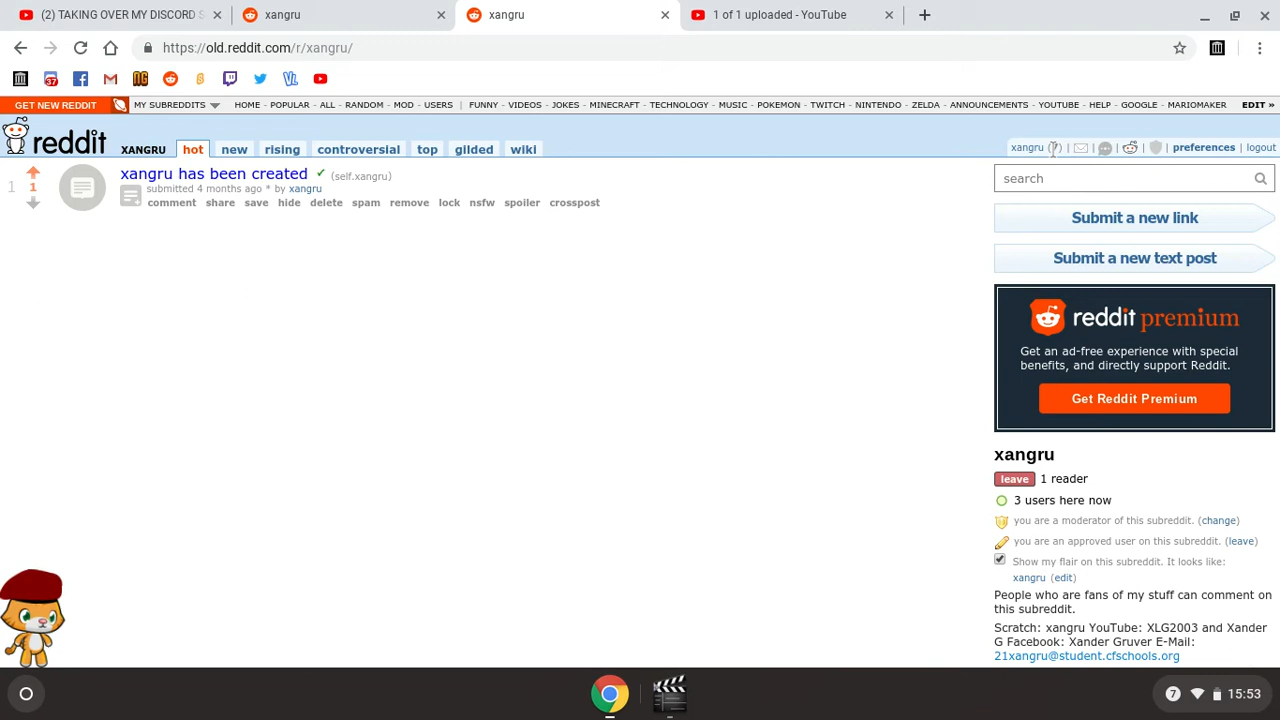 (2) TAKING OVER MY DISCORD S
xangru
xangru
1 of 1 uploaded - YouTube
https://old.reddit.com/r/xangru/
37
GET NEW REDDIT
MY SUBREDDITS
HOME - POPULAR - ALL - RANDOM - MOD - USERS | FUNNY - VIDEOS - JOKES - MINECRAFT - TECHNOLOGY - MUSIC - POKEMON - TWITCH - NINTENDO - ZELDA - ANNOUNCEMENTS - YOUTUBE - HELP - GOOGLE - MARIOMAKER
EDIT »
reddit XANGRU hot new rising controversial top gilded wiki
xangru | | | | | preferences | logout
1
1
xangru has been created ✓ (self.xangru)
submitted 4 months ago * by xangru
comment share save hide delete spam remove lock nsfw spoiler crosspost
search
Submit a new link
Submit a new text post
reddit premium
Get an ad-free experience with special
benefits, and directly support Reddit.
Get Reddit Premium
xangru
leave 1 reader
3 users here now
you are a moderator of this subreddit. (change)
you are an approved user on this subreddit. (leave)
Show my flair on this subreddit. It looks like:
xangru (edit)
People who are fans of my stuff can comment on
this subreddit.
Scratch: xangru YouTube: XLG2003 and Xander
G Facebook: Xander Gruver E-Mail:
21xangru@student.cfschools.org
7 15:53